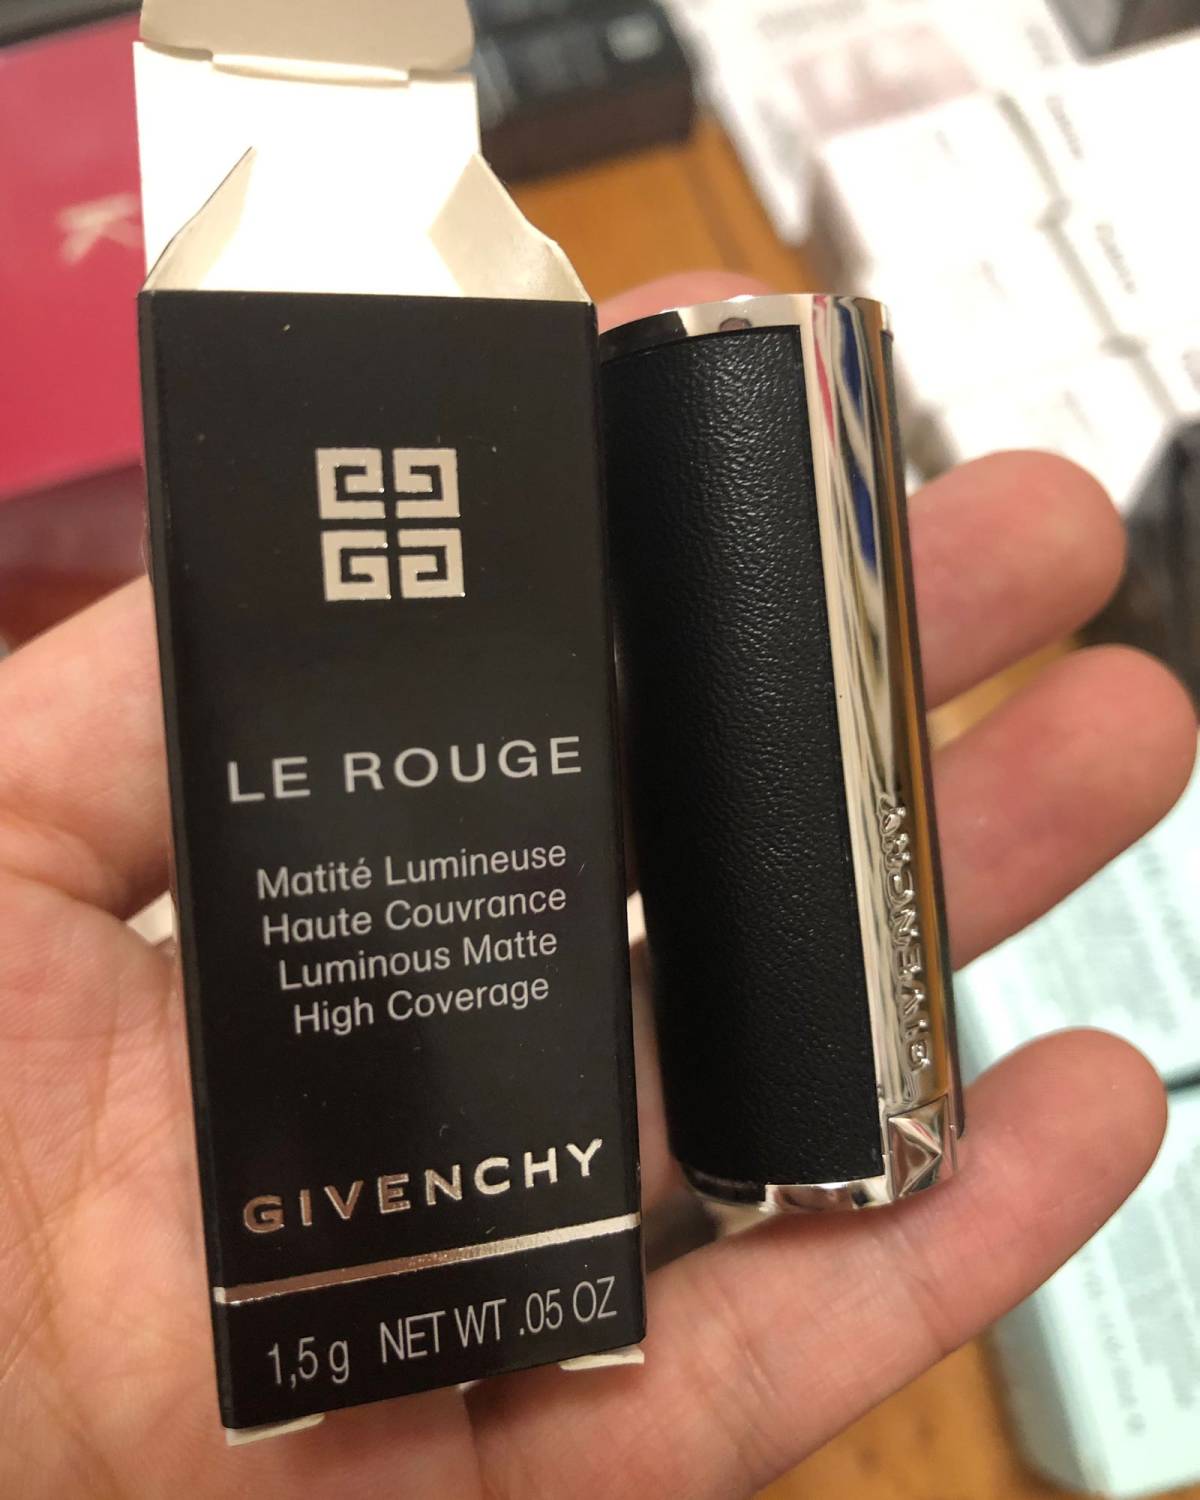 LE ROUGE
Matité Lumineuse
Haute Couvrance
Luminous Matte
High Coverage
GIVENCHY
1,5 g NET WT .05 OZ
GIVENCHY
K